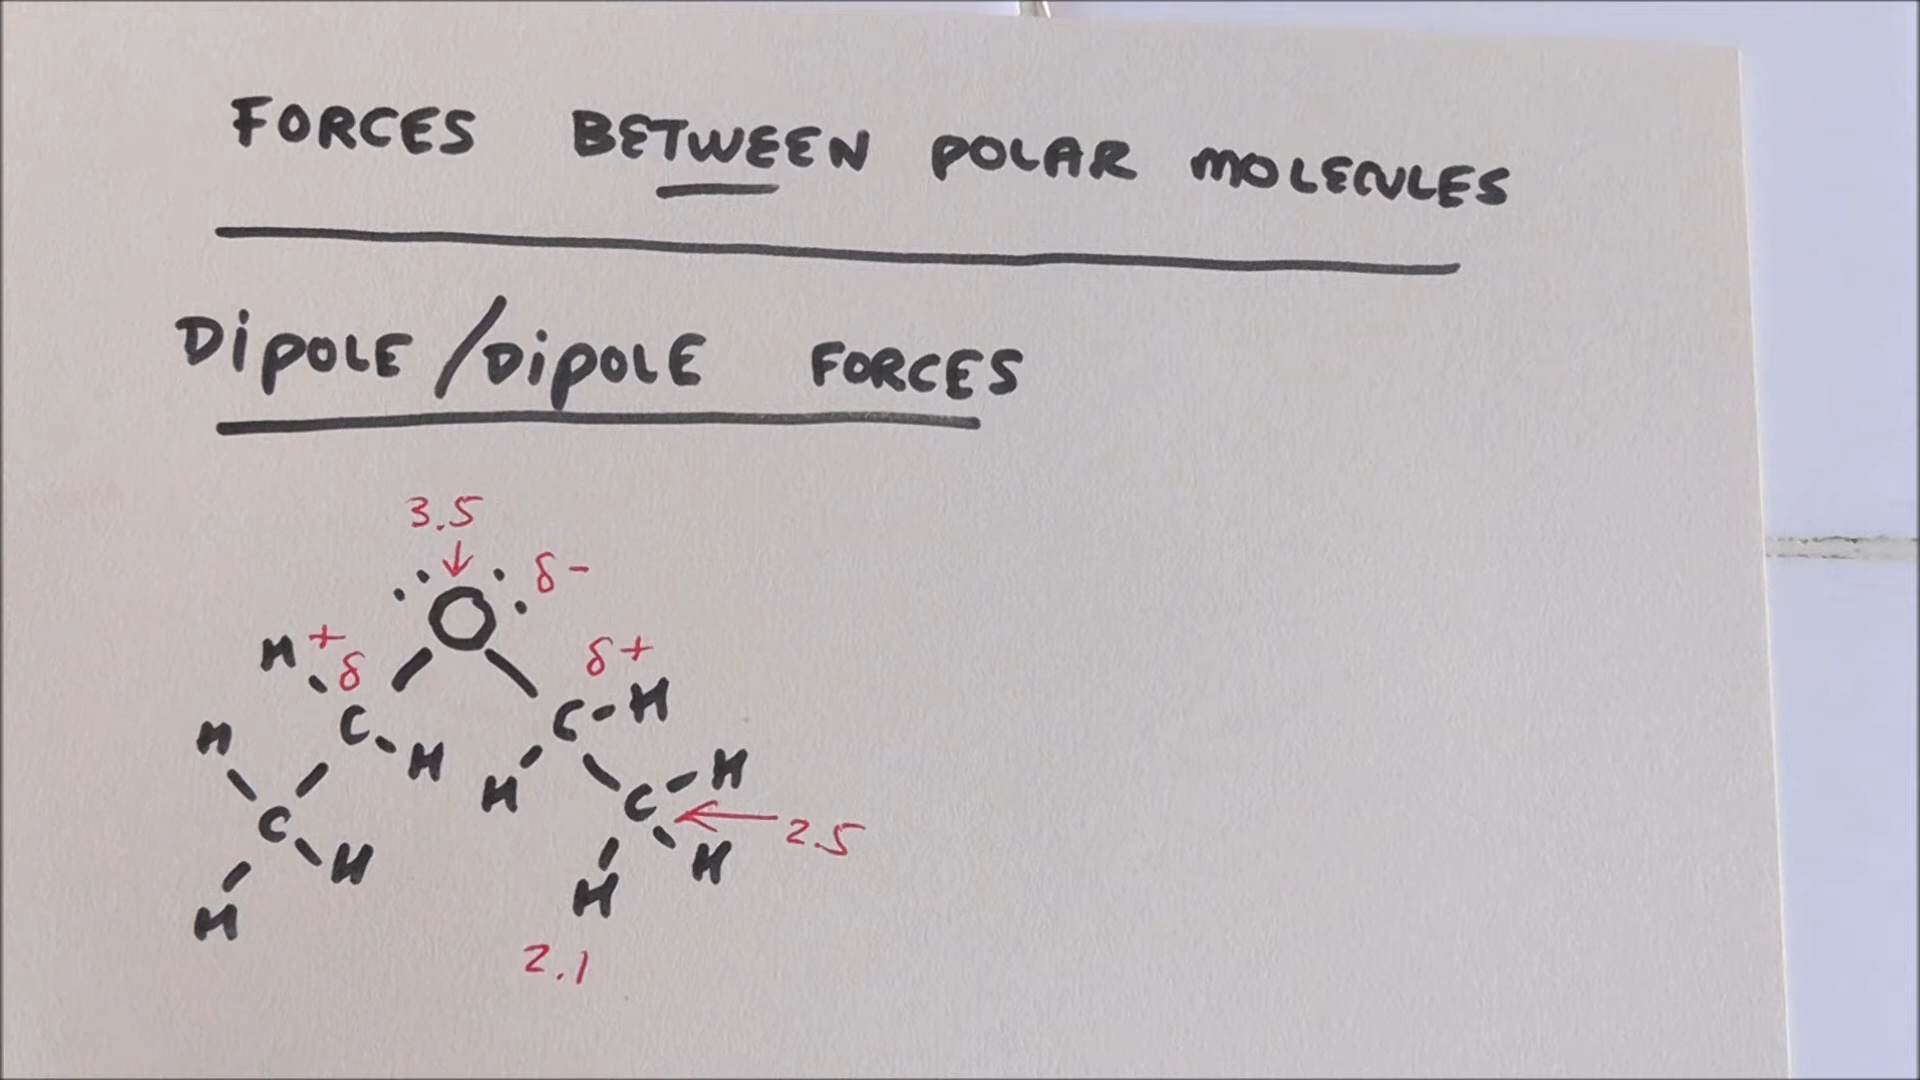 FORCES BETWEEN POLAR MOLECULES
DiPOLE/DiPOLE FORCES
3.5
δ-
H + δ δ+
C H C H
H H H H
C C 2.5
H H H
H
2.1